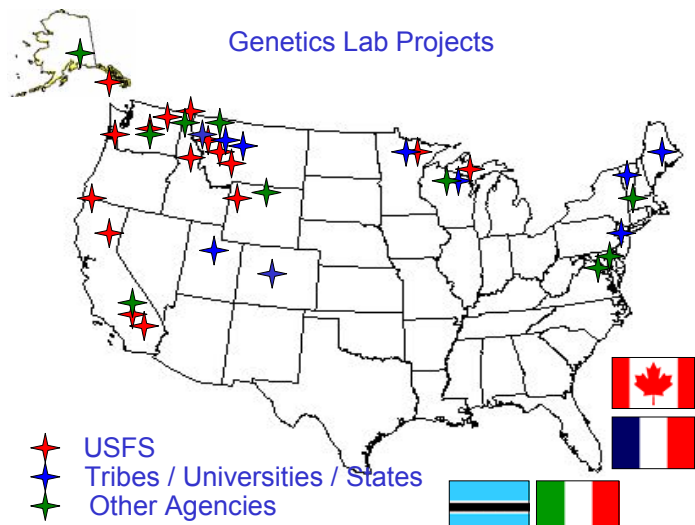 Genetics Lab Projects
USFS
Tribes / Universities / States
Other Agencies